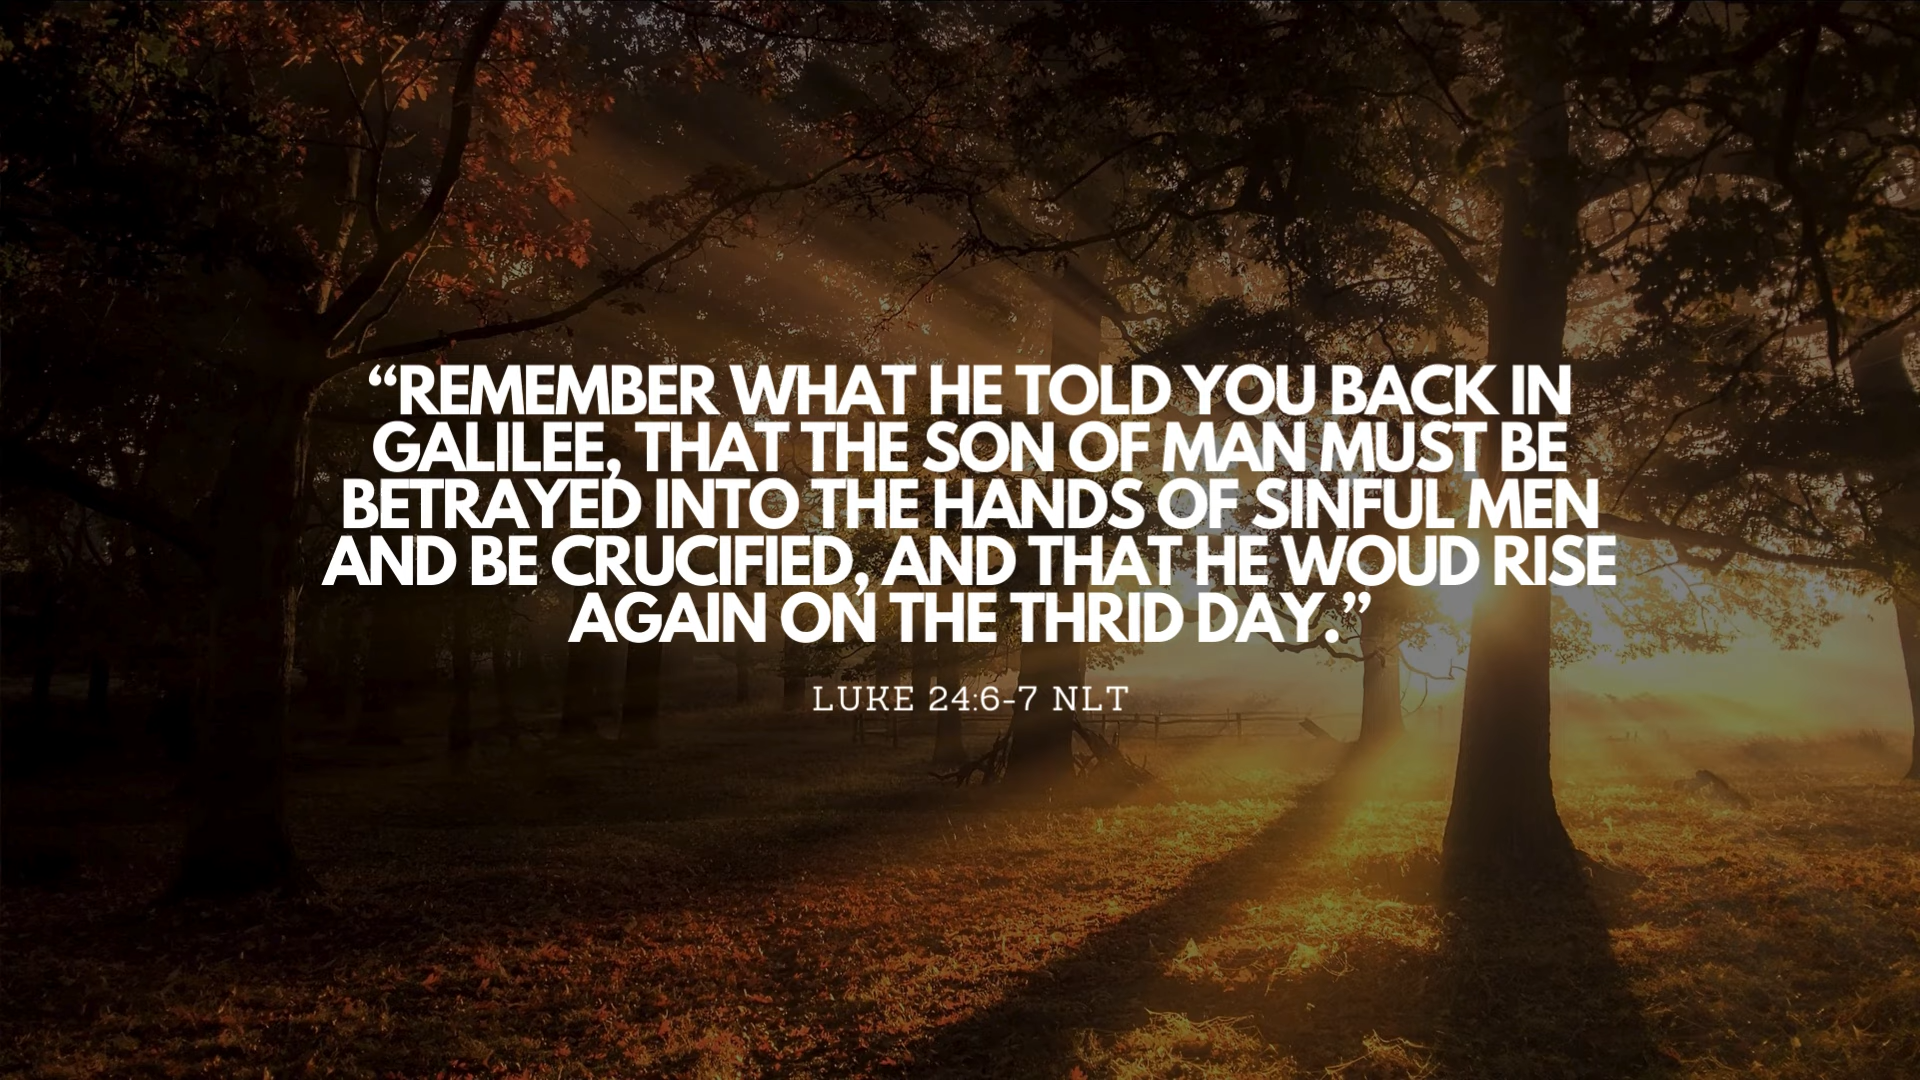 “REMEMBER WHAT HE TOLD YOU BACK IN
GALILEE, THAT THE SON OF MAN MUST BE
BETRAYED INTO THE HANDS OF SINFUL MEN
AND BE CRUCIFIED, AND THAT HE WOUD RISE
AGAIN ON THE THRID DAY.”
LUKE 24:6-7 NLT